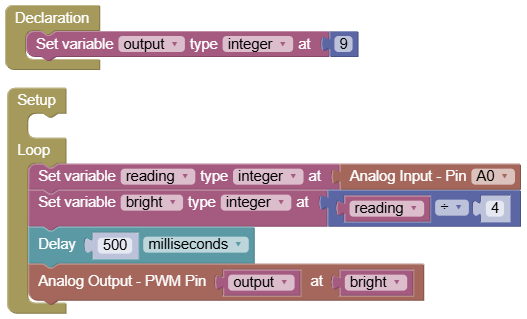 Declaration
Set variable output type integer at 9
Setup
Loop
Set variable reading type integer at Analog Input - Pin A0
Set variable bright type integer at reading ÷ 4
Delay 500 milliseconds
Analog Output - PWM Pin output at bright